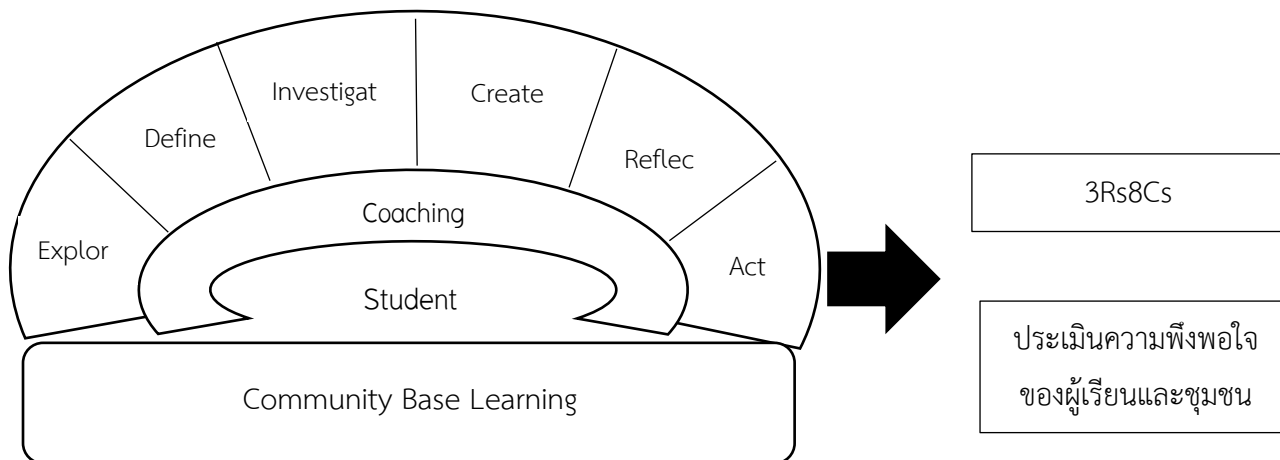 Explor
Define
Investigat
Create
Reflec
Act
Coaching
Student
Community Base Learning
3Rs8Cs
ประเมินความพึงพอใจ
ของผู้เรียนและชุมชน